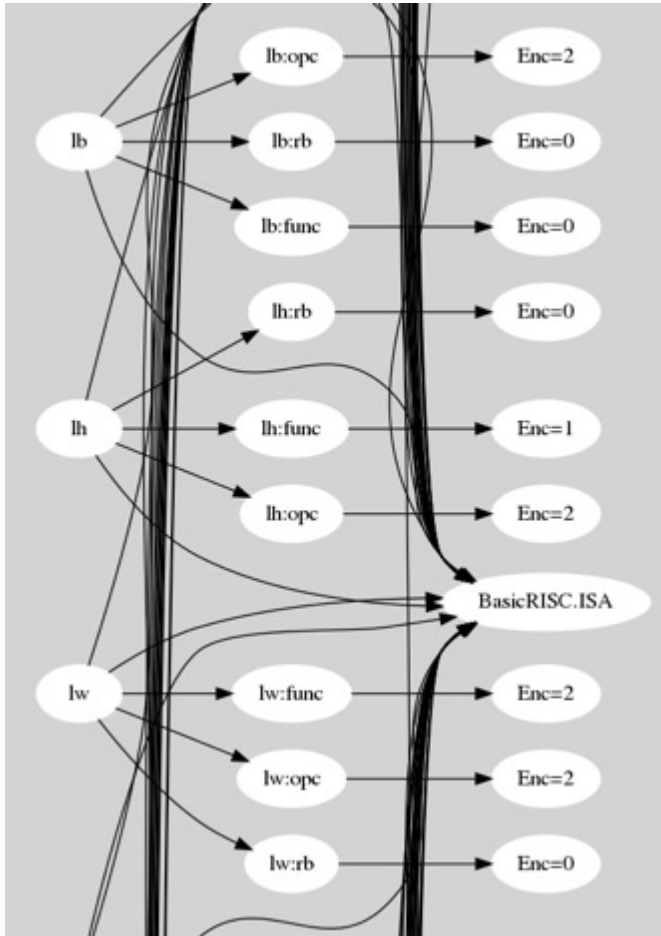 lb:opc Enc=2
lb lb:rb Enc=0
lb:func Enc=0
lh:rb Enc=0
lh lh:func Enc=1
lh:opc Enc=2
BasicRISC.ISA
lw lw:func Enc=2
lw:opc Enc=2
lw:rb Enc=0